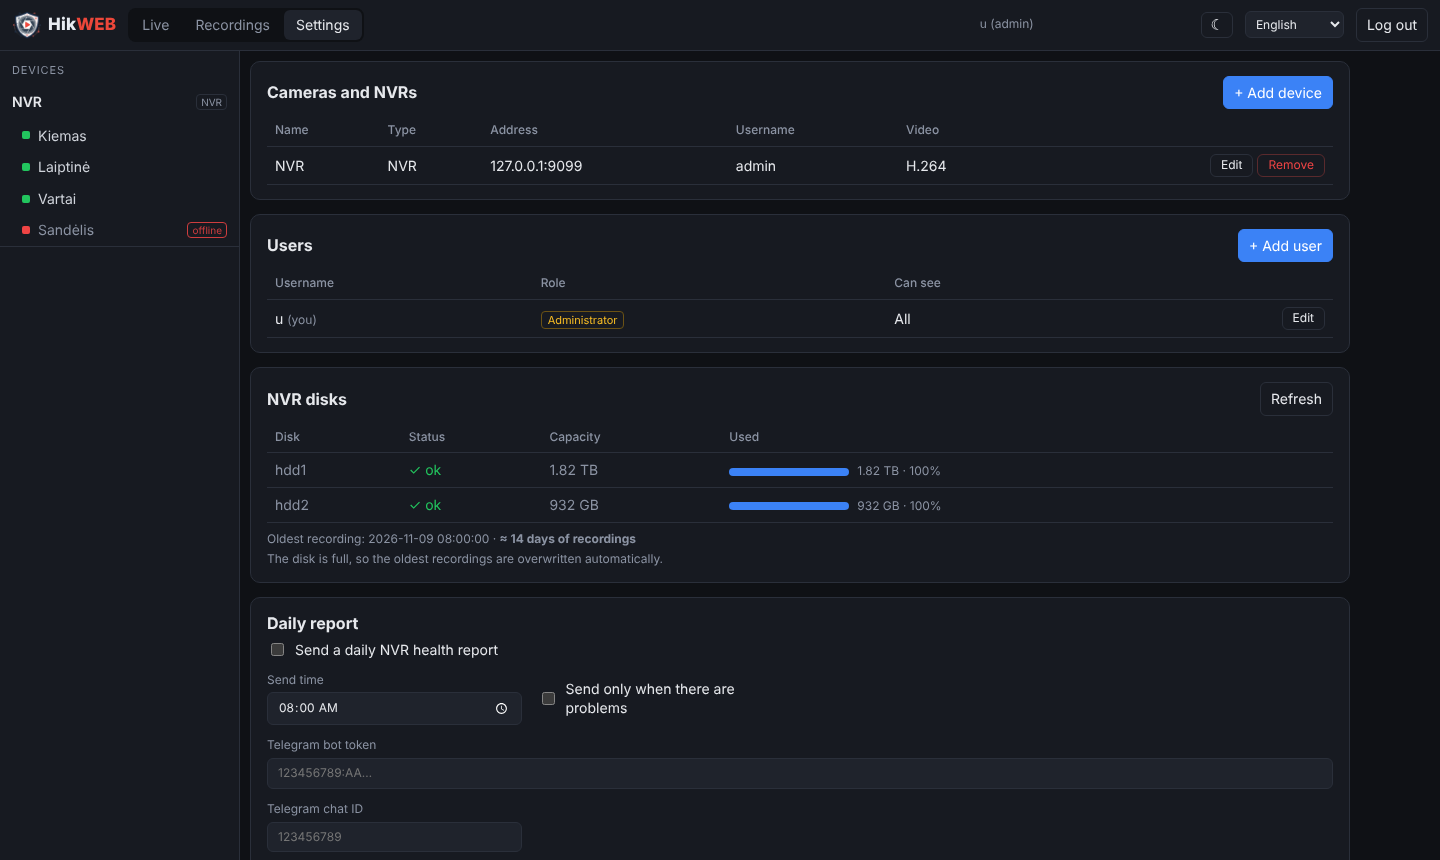 HikWEB
Live
Recordings
Settings
u (admin)
English
Log out
DEVICES
NVR
NVR
Kiemas
Laiptinė
Vartai
Sandėlis
offline
Cameras and NVRs
+ Add device
Name Type Address Username Video
NVR NVR 127.0.0.1:9099 admin H.264 Edit Remove
Users
+ Add user
Username Role Can see
u (you) Administrator All Edit
NVR disks
Refresh
Disk Status Capacity Used
hdd1 ✓ ok 1.82 TB 1.82 TB · 100%
hdd2 ✓ ok 932 GB 932 GB · 100%
Oldest recording: 2026-11-09 08:00:00 · ≈ 14 days of recordings
The disk is full, so the oldest recordings are overwritten automatically.
Daily report
Send a daily NVR health report
Send time
08:00 AM
Send only when there are
problems
Telegram bot token
123456789:AA...
Telegram chat ID
123456789